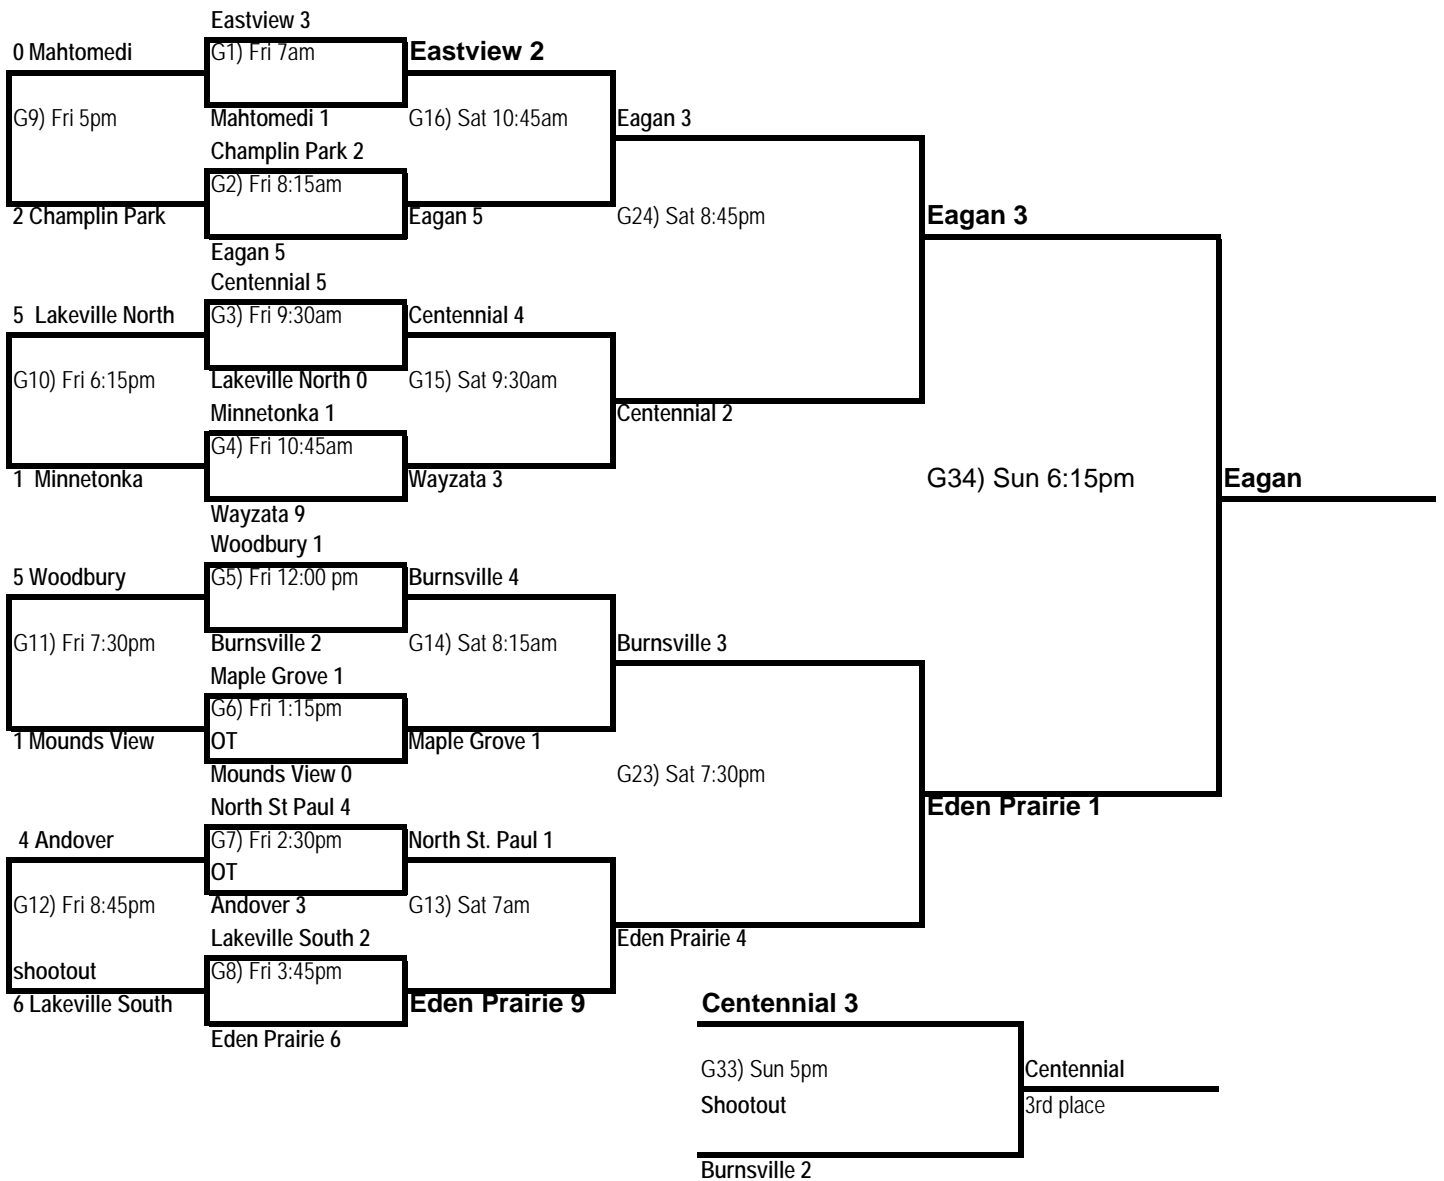 Eastview 3
0 Mahtomedi
G1) Fri 7am
Eastview 2
G9) Fri 5pm
Mahtomedi 1
G16) Sat 10:45am
Eagan 3
Champlin Park 2
G2) Fri 8:15am
2 Champlin Park
Eagan 5
G24) Sat 8:45pm
Eagan 3
Eagan 5
Centennial 5
5 Lakeville North
G3) Fri 9:30am
Centennial 4
G10) Fri 6:15pm
Lakeville North 0
G15) Sat 9:30am
Minnetonka 1
Centennial 2
G4) Fri 10:45am
1 Minnetonka
Wayzata 3
G34) Sun 6:15pm
Eagan
Wayzata 9
Woodbury 1
5 Woodbury
G5) Fri 12:00 pm
Burnsville 4
G11) Fri 7:30pm
Burnsville 2
G14) Sat 8:15am
Burnsville 3
Maple Grove 1
G6) Fri 1:15pm
1 Mounds View
OT
Maple Grove 1
Mounds View 0
G23) Sat 7:30pm
North St Paul 4
Eden Prairie 1
4 Andover
G7) Fri 2:30pm
North St. Paul 1
OT
G12) Fri 8:45pm
Andover 3
G13) Sat 7am
Lakeville South 2
Eden Prairie 4
shootout
G8) Fri 3:45pm
6 Lakeville South
Eden Prairie 9
Centennial 3
Eden Prairie 6
G33) Sun 5pm
Centennial
Shootout
3rd place
Burnsville 2